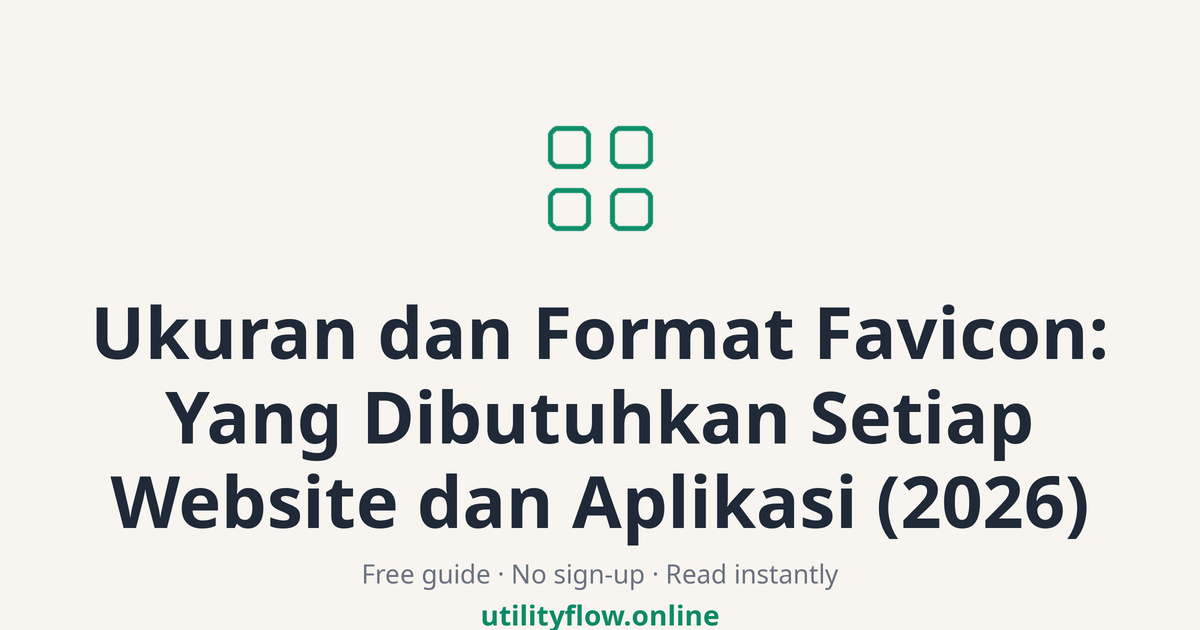 Ukuran dan Format Favicon:
Yang Dibutuhkan Setiap
Website dan Aplikasi (2026)
Free guide · No sign-up · Read instantly
utilityflow.online